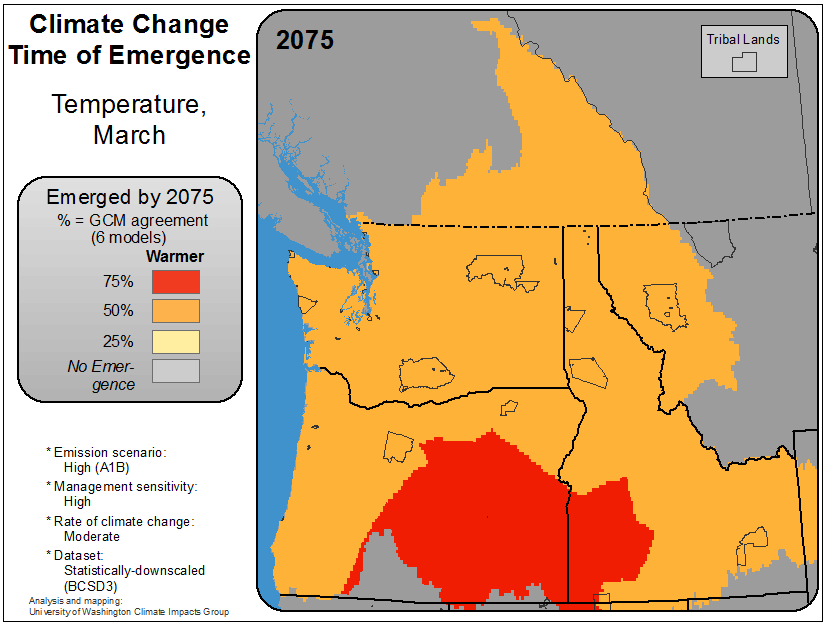 Climate Change
Time of Emergence
Temperature,
March
Emerged by 2075
% = GCM agreement
(6 models)
Warmer
75%
50%
25%
No Emer-
gence
* Emission scenario:
High (A1B)
* Management sensitivity:
High
* Rate of climate change:
Moderate
* Dataset:
Statistically-downscaled
(BCSD3)
Analysis and mapping:
University of Washington Climate Impacts Group
2075
Tribal Lands